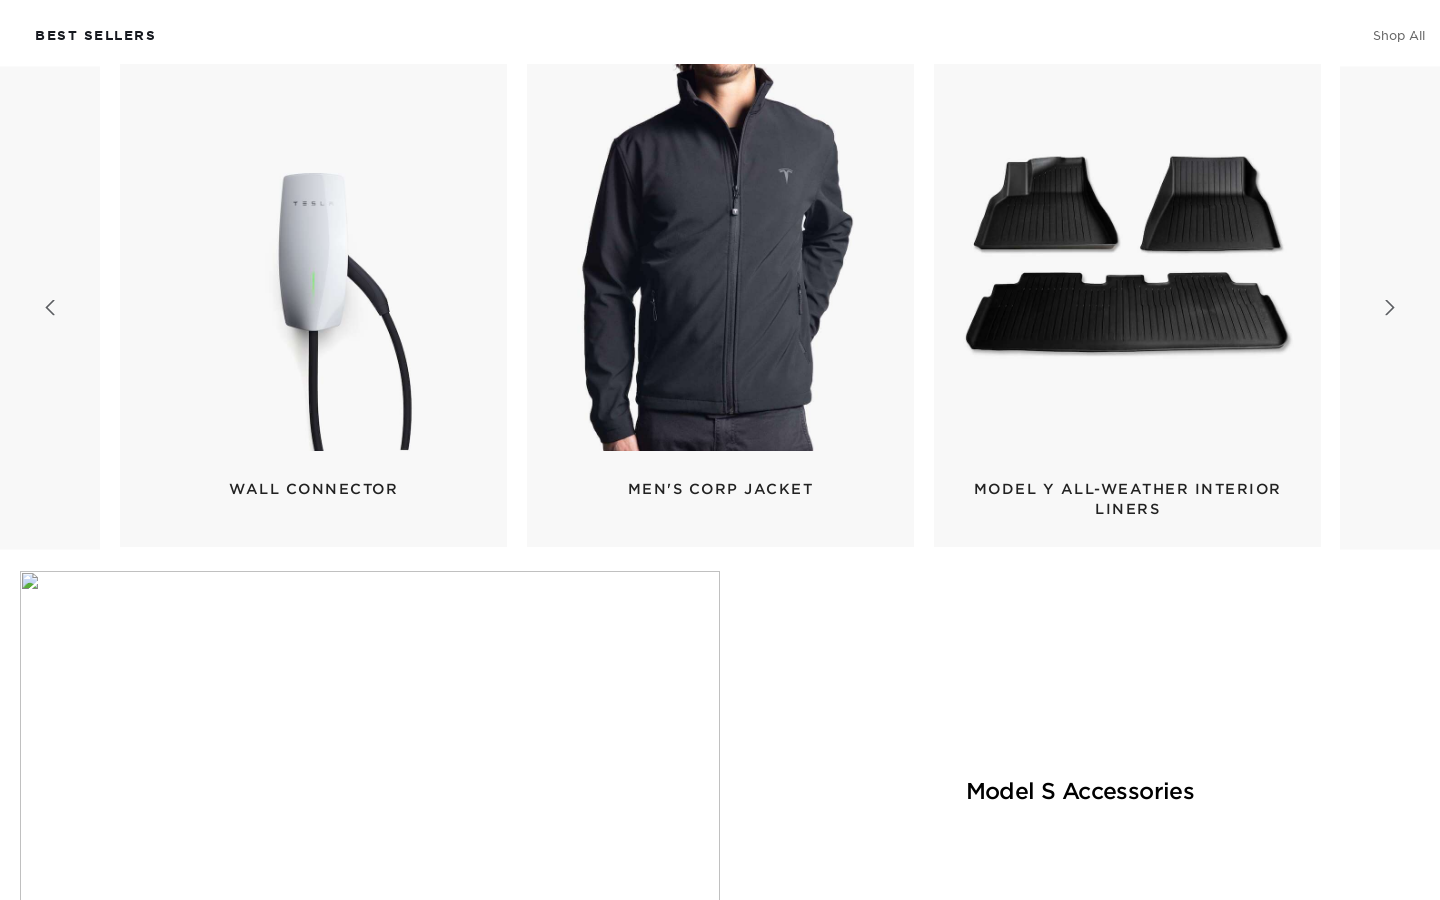 BEST SELLERS
Shop All
TESLA
WALL CONNECTOR
MEN'S CORP JACKET
MODEL Y ALL-WEATHER INTERIOR
LINERS
Model S Accessories